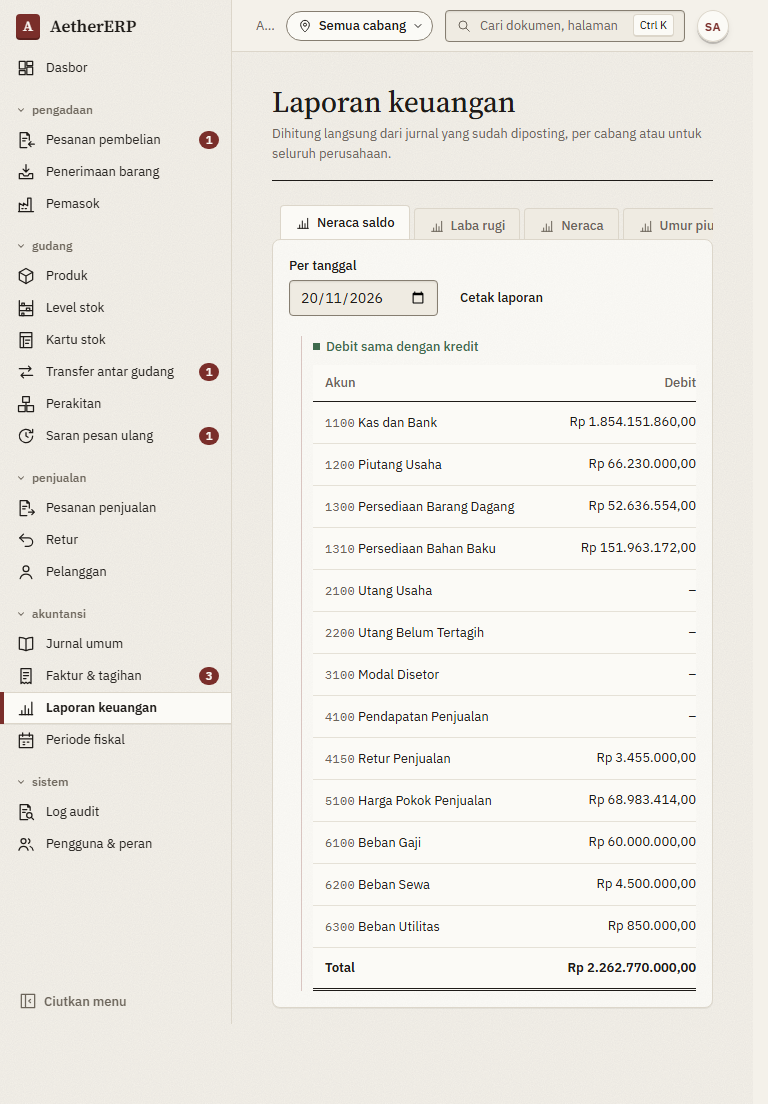 A AetherERP
Dasbor
pengadaan
Pesanan pembelian 1
Penerimaan barang
Pemasok
gudang
Produk
Level stok
Kartu stok
Transfer antar gudang 1
Perakitan
Saran pesan ulang 1
penjualan
Pesanan penjualan
Retur
Pelanggan
akuntansi
Jurnal umum
Faktur & tagihan 3
Laporan keuangan
Periode fiskal
sistem
Log audit
Pengguna & peran
Ciutkan menu
A... Semua cabang Cari dokumen, halaman Ctrl K SA
Laporan keuangan
Dihitung langsung dari jurnal yang sudah diposting, per cabang atau untuk
seluruh perusahaan.
Neraca saldo Laba rugi Neraca Umur piu
Per tanggal
20/11/2026 Cetak laporan
Debit sama dengan kredit
Akun Debit
1100 Kas dan Bank Rp 1.854.151.860,00
1200 Piutang Usaha Rp 66.230.000,00
1300 Persediaan Barang Dagang Rp 52.636.554,00
1310 Persediaan Bahan Baku Rp 151.963.172,00
2100 Utang Usaha –
2200 Utang Belum Tertagih –
3100 Modal Disetor –
4100 Pendapatan Penjualan –
4150 Retur Penjualan Rp 3.455.000,00
5100 Harga Pokok Penjualan Rp 68.983.414,00
6100 Beban Gaji Rp 60.000.000,00
6200 Beban Sewa Rp 4.500.000,00
6300 Beban Utilitas Rp 850.000,00
Total Rp 2.262.770.000,00